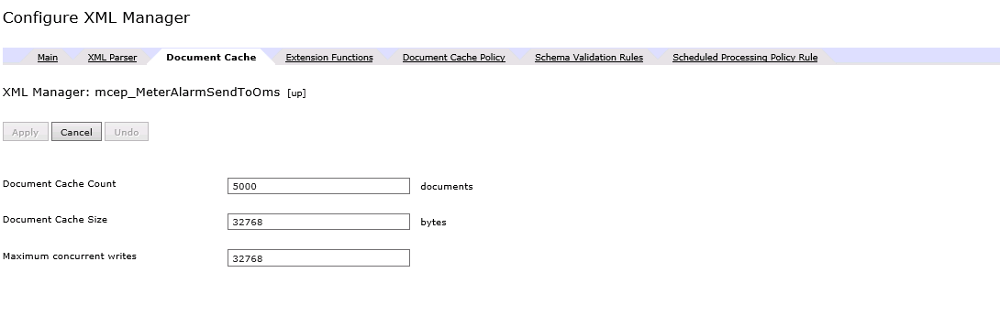 Configure XML Manager
Main XML Parser Document Cache Extension Functions Document Cache Policy Schema Validation Rules Scheduled Processing Policy Rule
XML Manager: mcep_MeterAlarmSendToOms [up]
Apply Cancel Undo
Document Cache Count 5000 documents
Document Cache Size 32768 bytes
Maximum concurrent writes 32768